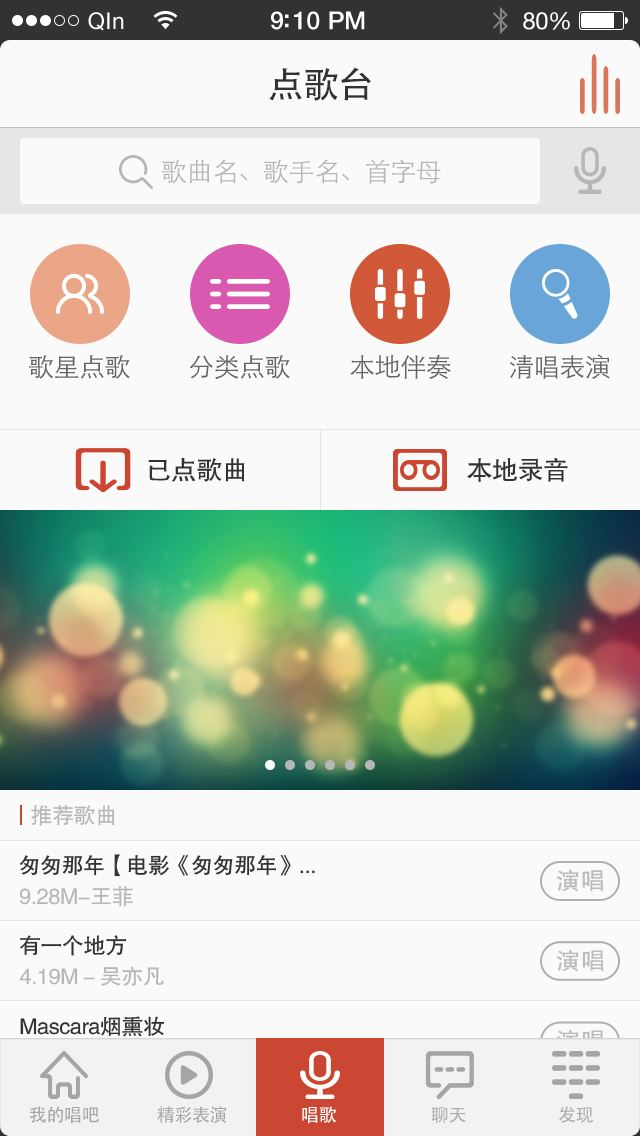 QIn 9:10 PM 80%
点歌台
歌曲名、歌手名、首字母
歌星点歌 分类点歌 本地伴奏 清唱表演
已点歌曲 本地录音
推荐歌曲
匆匆那年【电影《匆匆那年》...
9.28M–王菲
演唱
有一个地方
4.19M – 吴亦凡
演唱
Mascara烟熏妆
演唱
我的唱吧 精彩表演 唱歌 聊天 发现